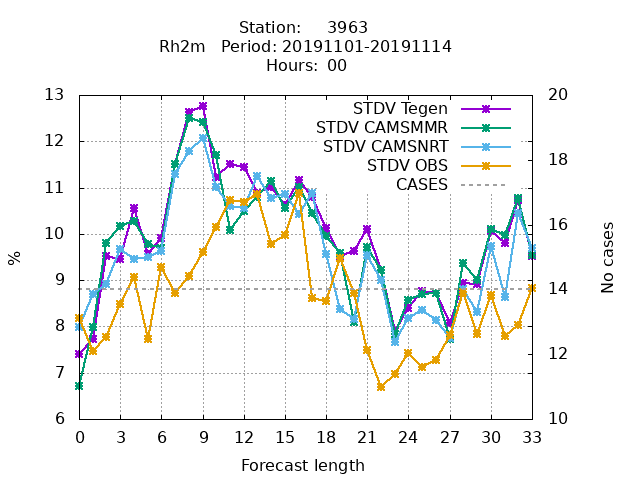 Station: 3963
Rh2m Period: 20191101-20191114
Hours: 00
13 20
STDV Tegen
STDV CAMSMMR
12
STDV CAMSNRT
18
STDV OBS
11 CASES
16
10
% No cases
9 14
8
12
7
6 10
0 3 6 9 12 15 18 21 24 27 30 33
Forecast length